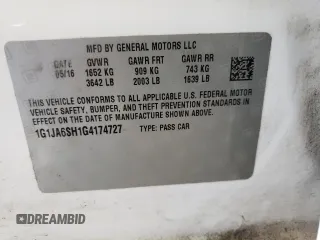 MFD BY GENERAL MOTORS LLC
DATE GVWR GAWR FRT GAWR RR
05/16 1652 KG 909 KG 743 KG
3642 LB 2003 LB 1639 LB
THIS VEHICLE CONFORMS TO ALL APPLICABLE U.S. FEDERAL MOTOR
VEHICLE SAFETY, BUMPER, AND THEFT PREVENTION STANDARDS IN
EFFECT ON THE DATE OF MANUFACTURE SHOWN ABOVE.
1G1JA6SH1G4174727 TYPE: PASS CAR
AUTOHELPERBOT.COM